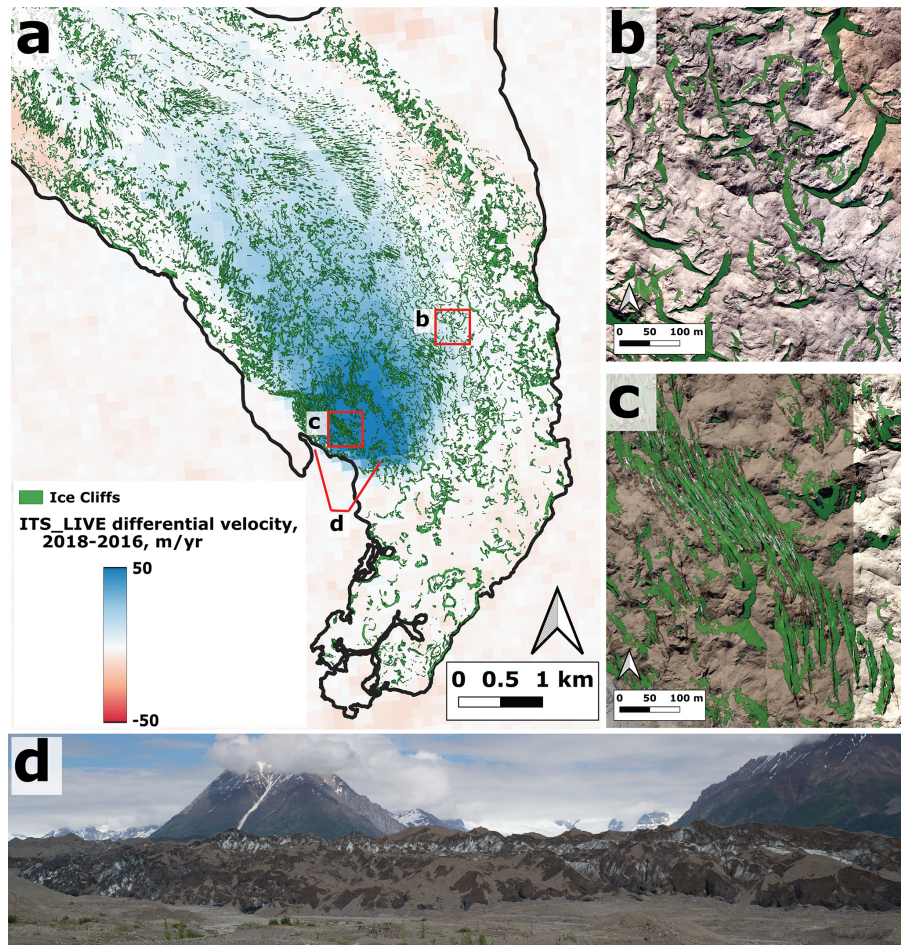 a
b
c
d
Ice Cliffs
ITS_LIVE differential velocity,
2018-2016, m/yr
50
-50
0 0.5 1 km
b
0 50 100 m
c
0 50 100 m
d